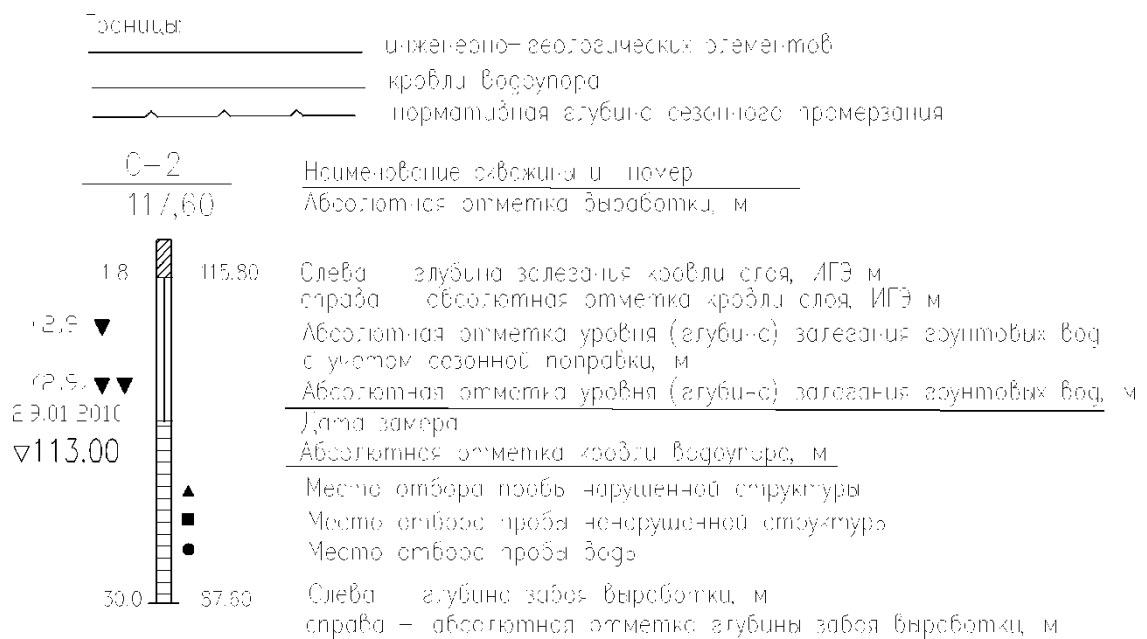 Границы:
инженерно-геологических элементов
кровли водоупора
нормативная глубина сезонного промерзания
С-2
Наименование скважины и номер
117,60
Абсолютная отметка выработки, м
1.8 115.80 Слева глубина залегания кровли слоя, ИГЭ м
справа абсолютная отметка кровли слоя, ИГЭ м
Абсолютная отметка уровня (глубина) залегания грунтовых вод
с учетом сезонной поправки, м
Абсолютная отметка уровня (глубина) залегания грунтовых вод, м
29.01 2010
Дата замера
113.00
Абсолютная отметка кровли водоупора, м
Место отбора пробы нарушенной структуры
Место отбора пробы ненарушенной структуры
Место отбора пробы воды
30.0 87.60 Слева глубина забоя выработки, м
справа – абсолютная отметка глубины забоя выработки, м